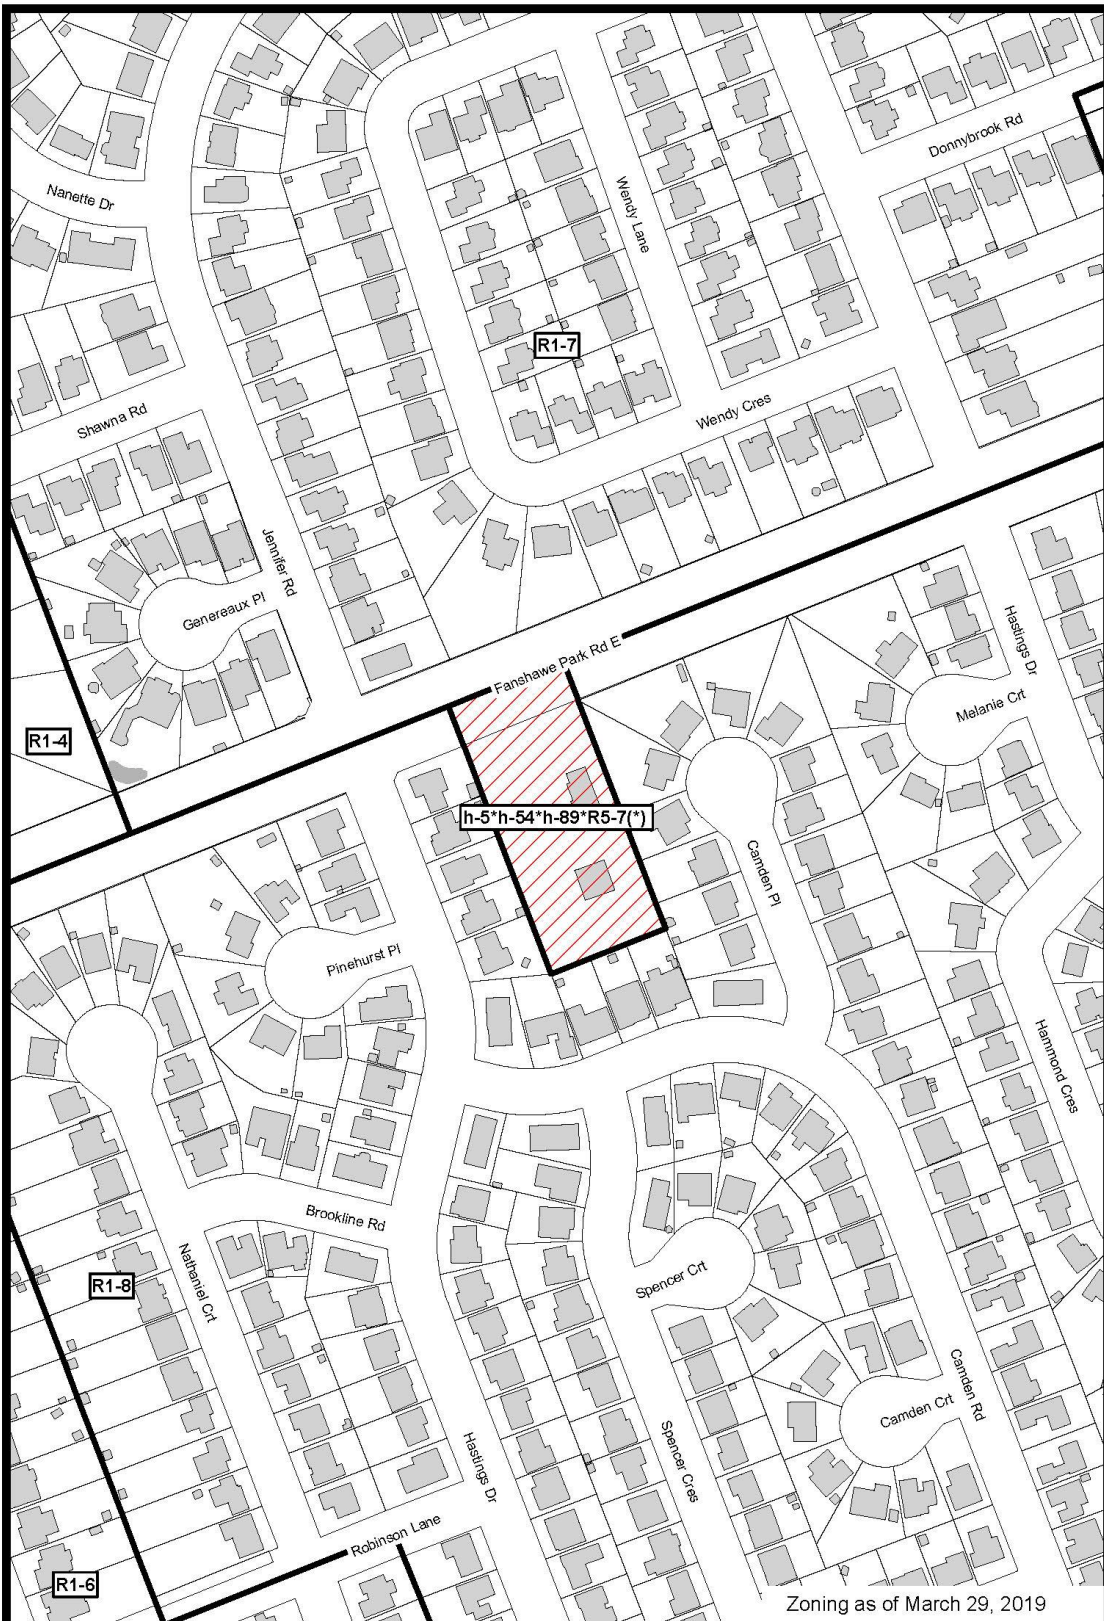 Donnybrook Rd
Nanette Dr
Wendy Lane
R1-7
Wendy Cres
Shawna Rd
Jennifer Rd
Genereaux Pl
Hastings Dr
Fanshawe Park Rd E
Melanie Crt
R1-4
h-5*h-54*h-89*R5-7(*)
Camden Pl
Pinehurst Pl
Hammond Cres
Brookline Rd
Nathaniel Crt
Spencer Crt
R1-8
Camden Rd
Camden Crt
Spencer Cres
Hastings Dr
Robinson Lane
R1-6
Zoning as of March 29, 2019